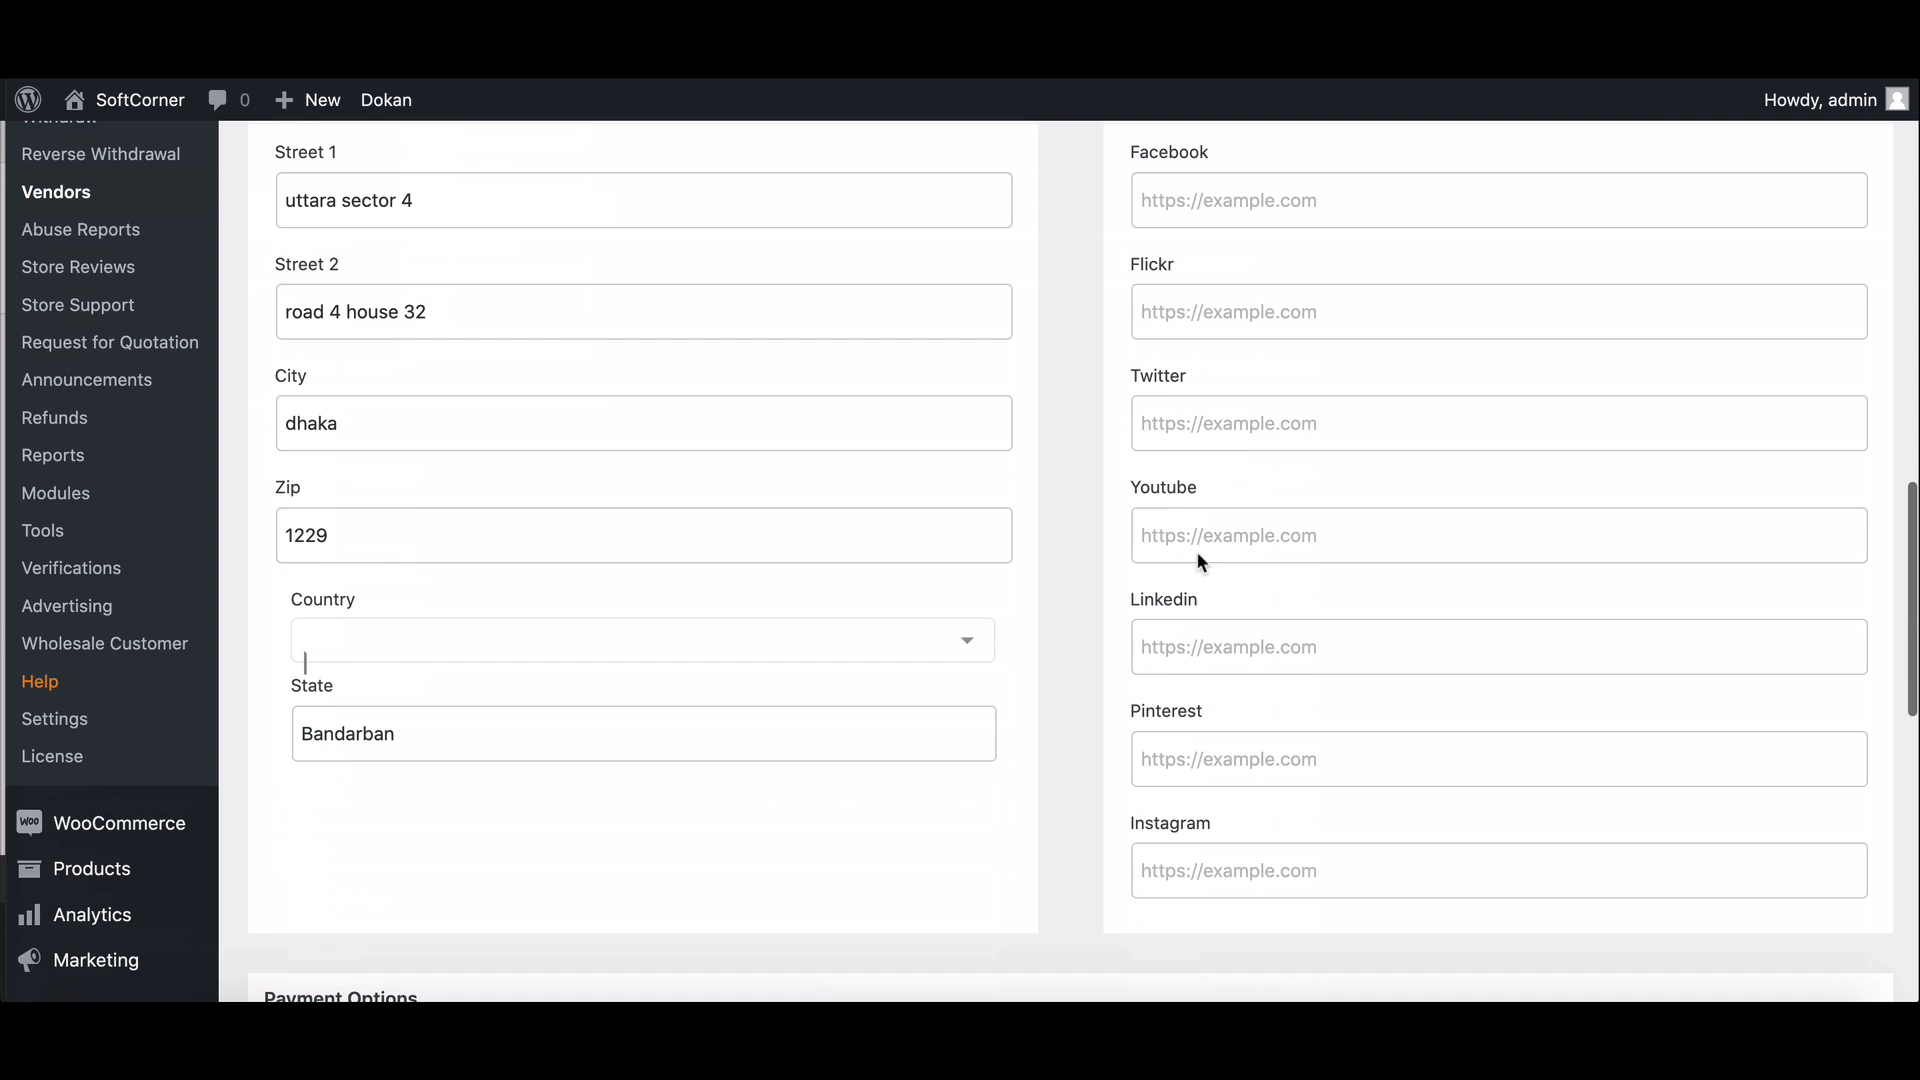 SoftCorner
0
New
Dokan
Howdy, admin
Withdraw
Reverse Withdrawal
Vendors
Abuse Reports
Store Reviews
Store Support
Request for Quotation
Announcements
Refunds
Reports
Modules
Tools
Verifications
Advertising
Wholesale Customer
Help
Settings
License
WOO
WooCommerce
Products
Analytics
Marketing
Street 1
uttara sector 4
Street 2
road 4 house 32
City
dhaka
Zip
1229
Country
State
Bandarban
Facebook
https://example.com
Flickr
https://example.com
Twitter
https://example.com
Youtube
https://example.com
Linkedin
https://example.com
Pinterest
https://example.com
Instagram
https://example.com
Payment Options